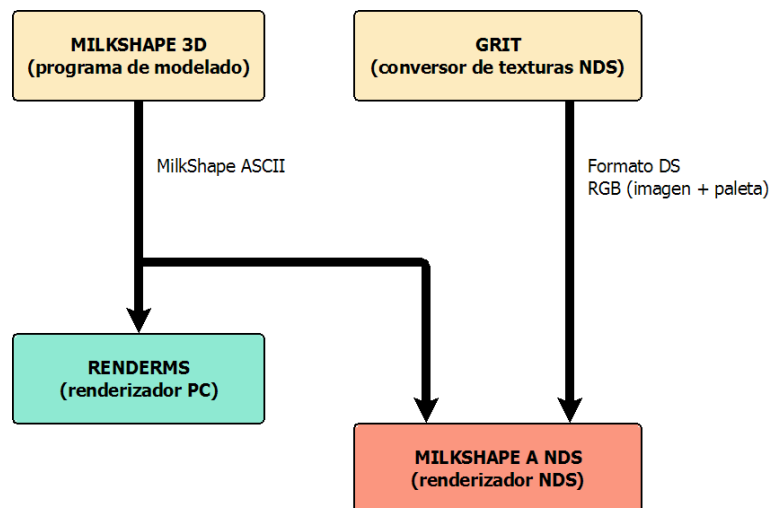 MILKSHAPE 3D
(programa de modelado)
GRIT
(conversor de texturas NDS)
MilkShape ASCII
Formato DS
RGB (imagen + paleta)
RENDERMS
(renderizador PC)
MILKSHAPE A NDS
(renderizador NDS)